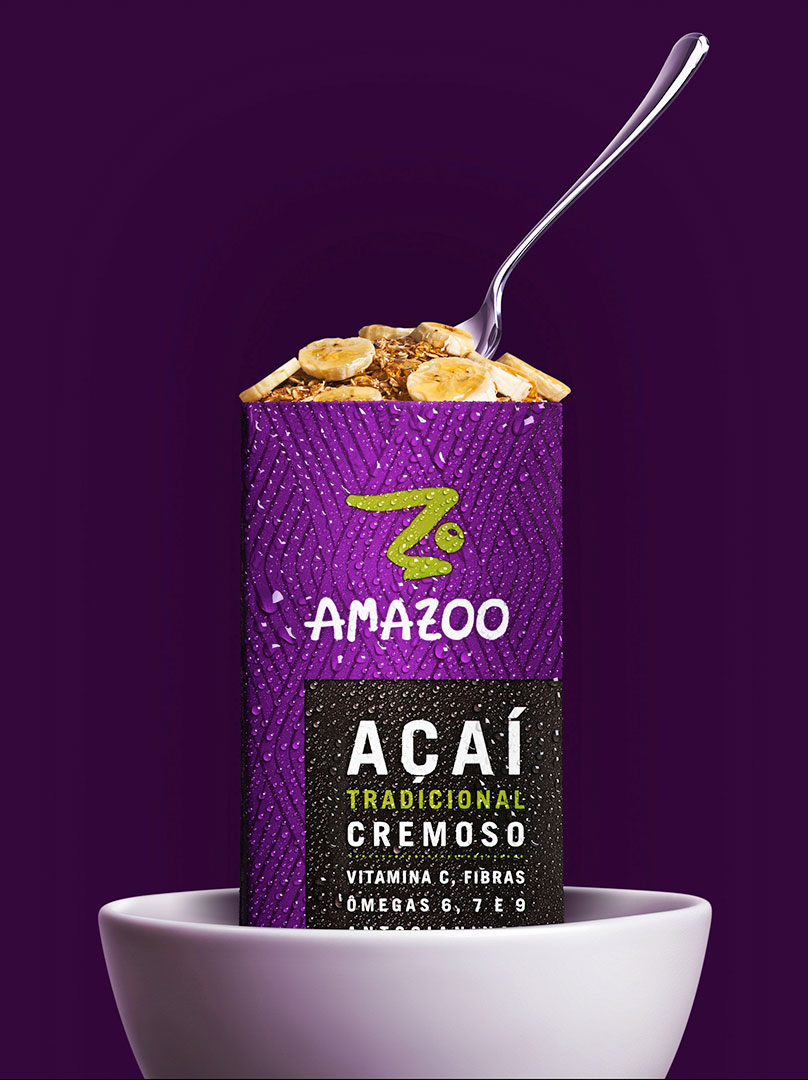 AMAZOO
AÇAÍ
TRADICIONAL
CREMOSO
VITAMINA C, FIBRAS
ÔMEGAS 6, 7 E 9